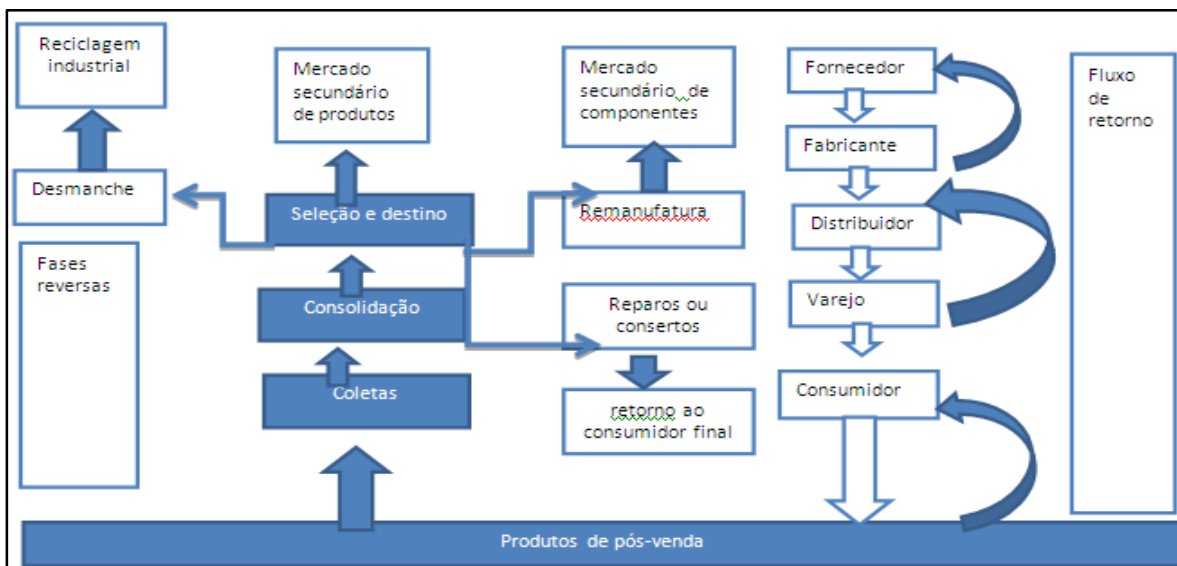 Reciclagem
industrial
Mercado
secundário
de produtos
Mercado
secundário de
componentes
Fornecedor
Fluxo
de
retorno
Fabricante
Desmanche
Seleção e destino
Remanufatura
Distribuidor
Fases
reversas
Consolidação
Reparos ou
consertos
Varejo
Coletas
retorno ao
consumidor final
Consumidor
Produtos de pós-venda